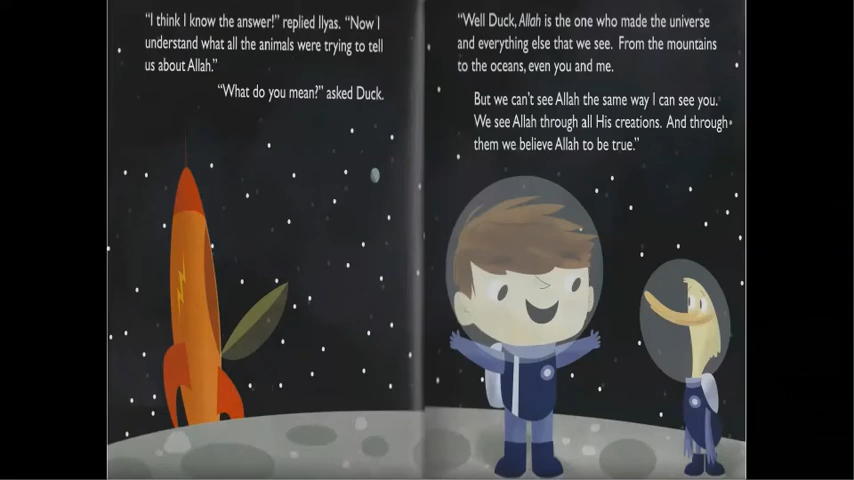 "I think I know the answer!" replied Ilyas. "Now I
understand what all the animals were trying to tell
us about Allah."
"What do you mean?" asked Duck.
"Well Duck, Allah is the one who made the universe
and everything else that we see. From the mountains
to the oceans, even you and me.
But we can't see Allah the same way I can see you.
We see Allah through all His creations. And through
them we believe Allah to be true."